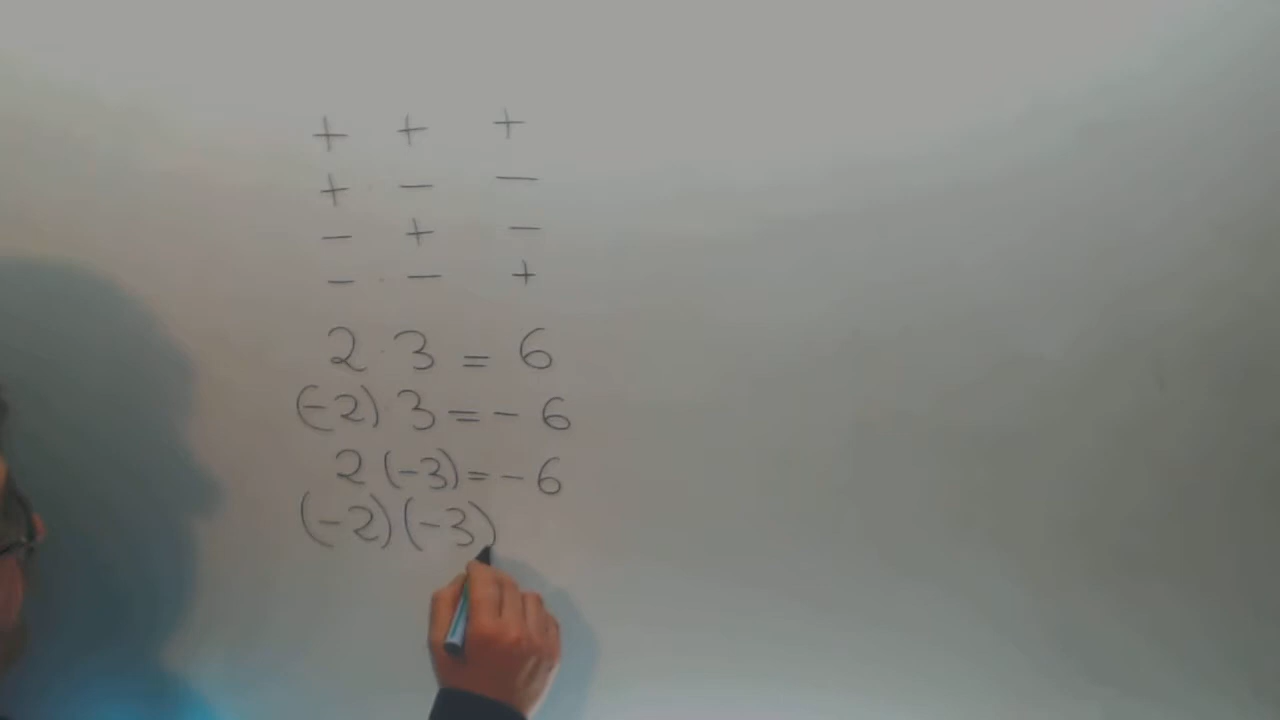 + + +
+ · - -
- + -
- · - +
2 · 3 = 6
(-2) 3 = - 6
2 (-3) = - 6
(-2) (-3)